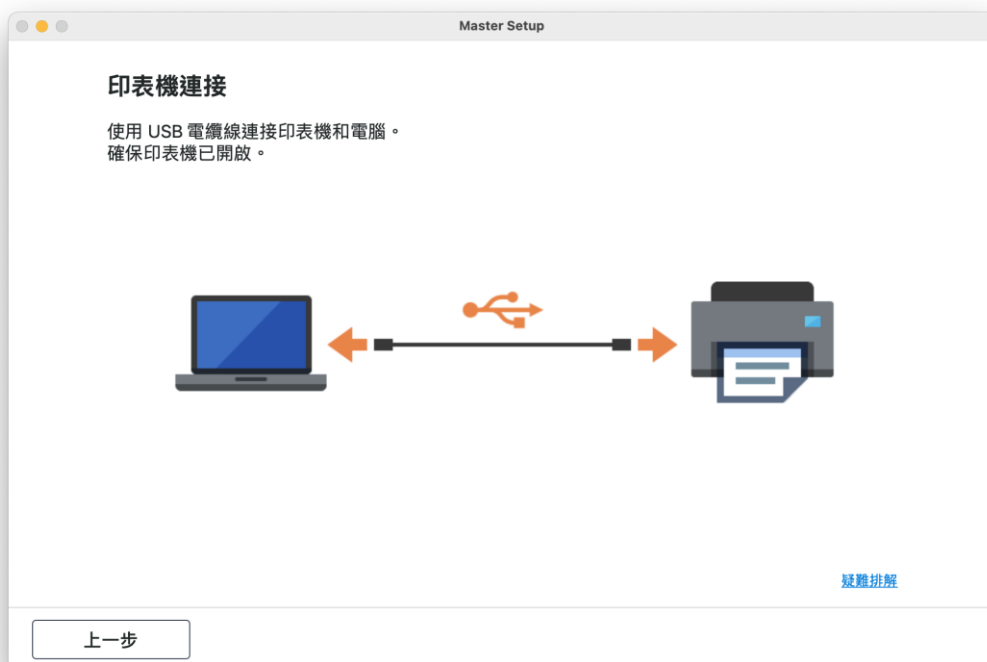 Master Setup
印表機連接
使用 USB 電纜線連接印表機和電腦。
確保印表機已開啟。
疑難排解
上一步